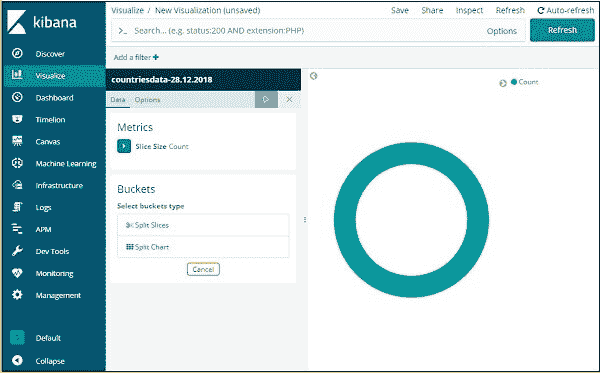 kibana
Discover
Visualize
Dashboard
Timelion
Canvas
Machine Learning
Infrastructure
Logs
APM
Dev Tools
Monitoring
Management
Default
Collapse
Visualize / New Visualization (unsaved)
Save Share Inspect Refresh Auto-refresh
>_ Search... (e.g. status:200 AND extension:PHP) Options Refresh
Add a filter +
countriesdata-28.12.2018
Data Options
Metrics
Slice Size Count
Buckets
Select buckets type
Split Slices
Split Chart
Cancel
Count